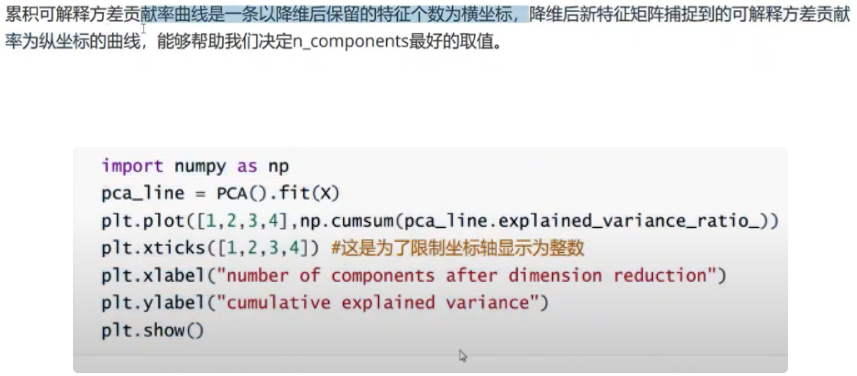 累积可解释方差贡献率曲线是一条以降维后保留的特征个数为横坐标，降维后新特征矩阵捕捉到的可解释方差贡献
率为纵坐标的曲线，能够帮助我们决定n_components最好的取值。
import numpy as np
pca_line = PCA().fit(X)
plt.plot([1,2,3,4],np.cumsum(pca_line.explained_variance_ratio_))
plt.xticks([1,2,3,4]) #这是为了限制坐标轴显示为整数
plt.xlabel("number of components after dimension reduction")
plt.ylabel("cumulative explained variance")
plt.show()